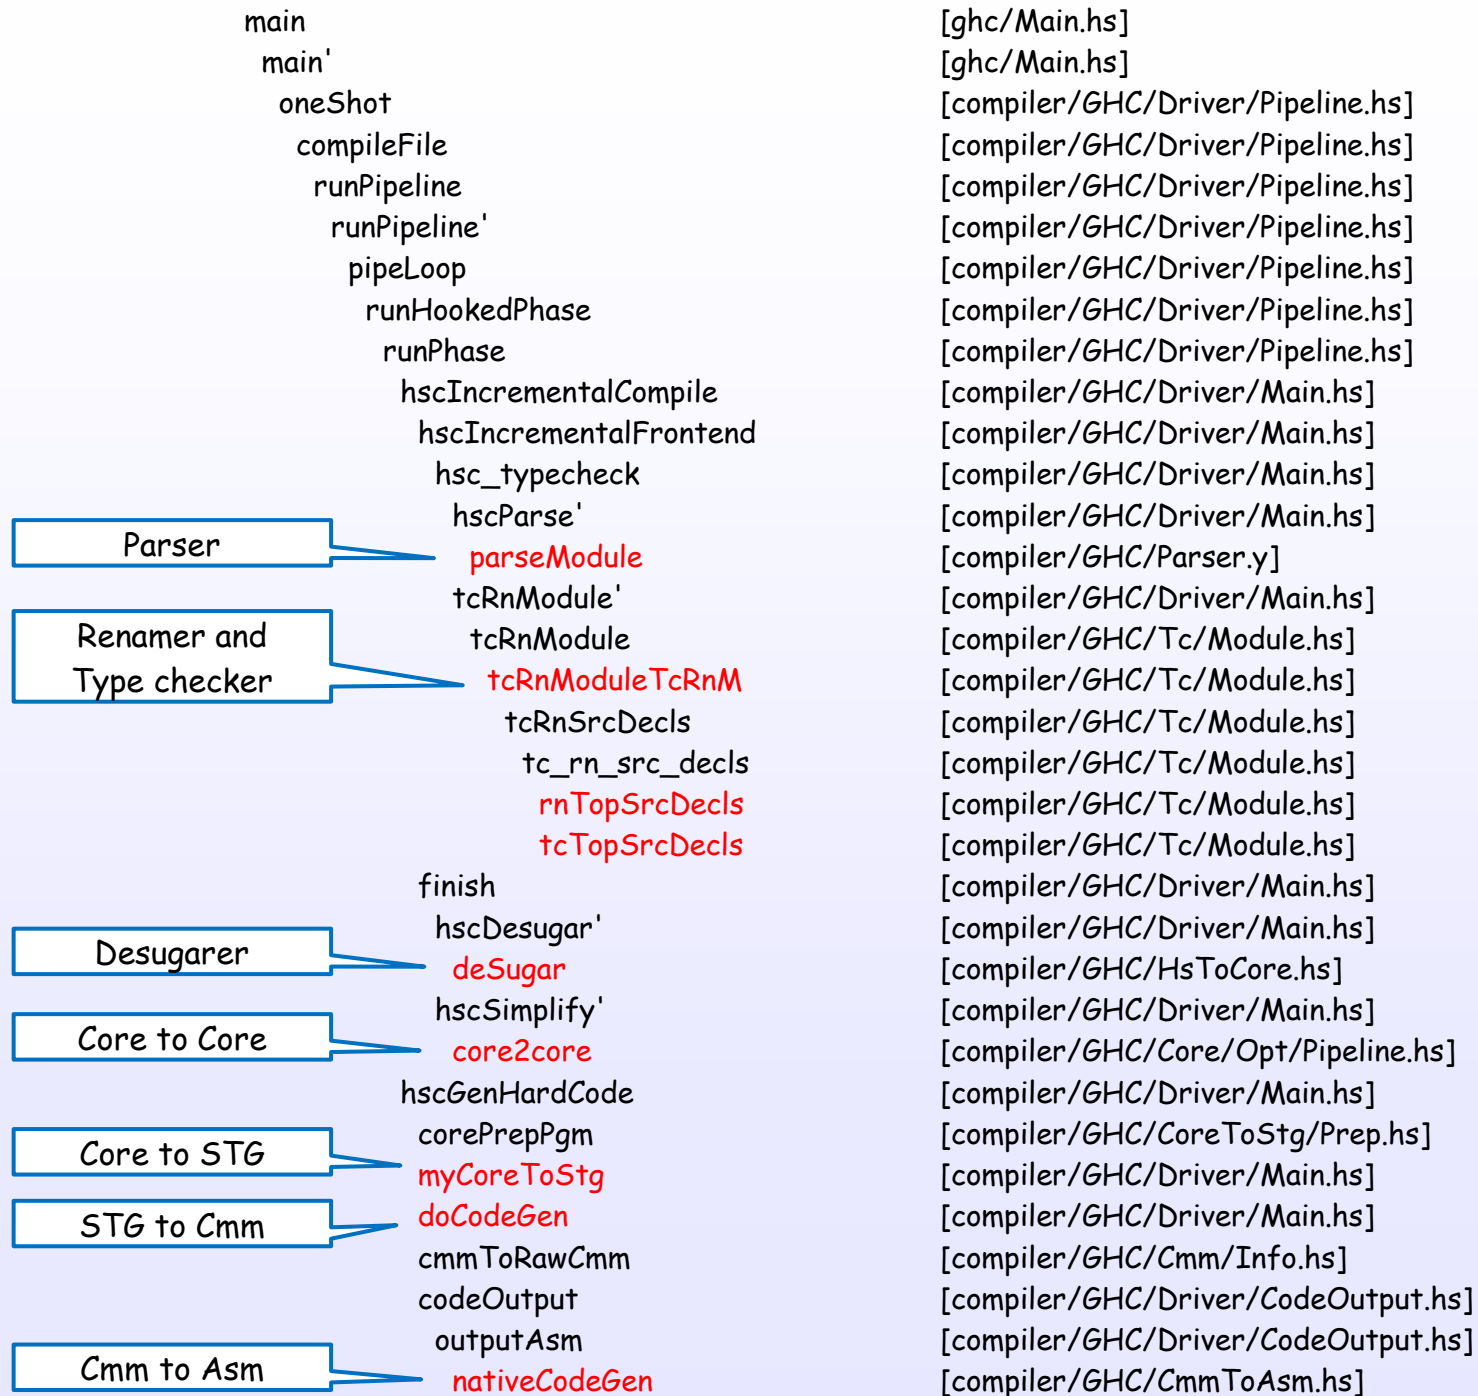 main [ghc/Main.hs]
main' [ghc/Main.hs]
oneShot [compiler/GHC/Driver/Pipeline.hs]
compileFile [compiler/GHC/Driver/Pipeline.hs]
runPipeline [compiler/GHC/Driver/Pipeline.hs]
runPipeline' [compiler/GHC/Driver/Pipeline.hs]
pipeLoop [compiler/GHC/Driver/Pipeline.hs]
runHookedPhase [compiler/GHC/Driver/Pipeline.hs]
runPhase [compiler/GHC/Driver/Pipeline.hs]
hscIncrementalCompile [compiler/GHC/Driver/Main.hs]
hscIncrementalFrontend [compiler/GHC/Driver/Main.hs]
hsc_typecheck [compiler/GHC/Driver/Main.hs]
hscParse' [compiler/GHC/Driver/Main.hs]
Parser parseModule [compiler/GHC/Parser.y]
tcRnModule' [compiler/GHC/Driver/Main.hs]
Renamer and tcRnModule [compiler/GHC/Tc/Module.hs]
Type checker tcRnModuleTcRnM [compiler/GHC/Tc/Module.hs]
tcRnSrcDecls [compiler/GHC/Tc/Module.hs]
tc_rn_src_decls [compiler/GHC/Tc/Module.hs]
rnTopSrcDecls [compiler/GHC/Tc/Module.hs]
tcTopSrcDecls [compiler/GHC/Tc/Module.hs]
finish [compiler/GHC/Driver/Main.hs]
hscDesugar' [compiler/GHC/Driver/Main.hs]
Desugarer deSugar [compiler/GHC/HsToCore.hs]
hscSimplify' [compiler/GHC/Driver/Main.hs]
Core to Core core2core [compiler/GHC/Core/Opt/Pipeline.hs]
hscGenHardCode [compiler/GHC/Driver/Main.hs]
corePrepPgm [compiler/GHC/CoreToStg/Prep.hs]
Core to STG myCoreToStg [compiler/GHC/Driver/Main.hs]
STG to Cmm doCodeGen [compiler/GHC/Driver/Main.hs]
cmmToRawCmm [compiler/GHC/Cmm/Info.hs]
codeOutput [compiler/GHC/Driver/CodeOutput.hs]
outputAsm [compiler/GHC/Driver/CodeOutput.hs]
Cmm to Asm nativeCodeGen [compiler/GHC/CmmToAsm.hs]